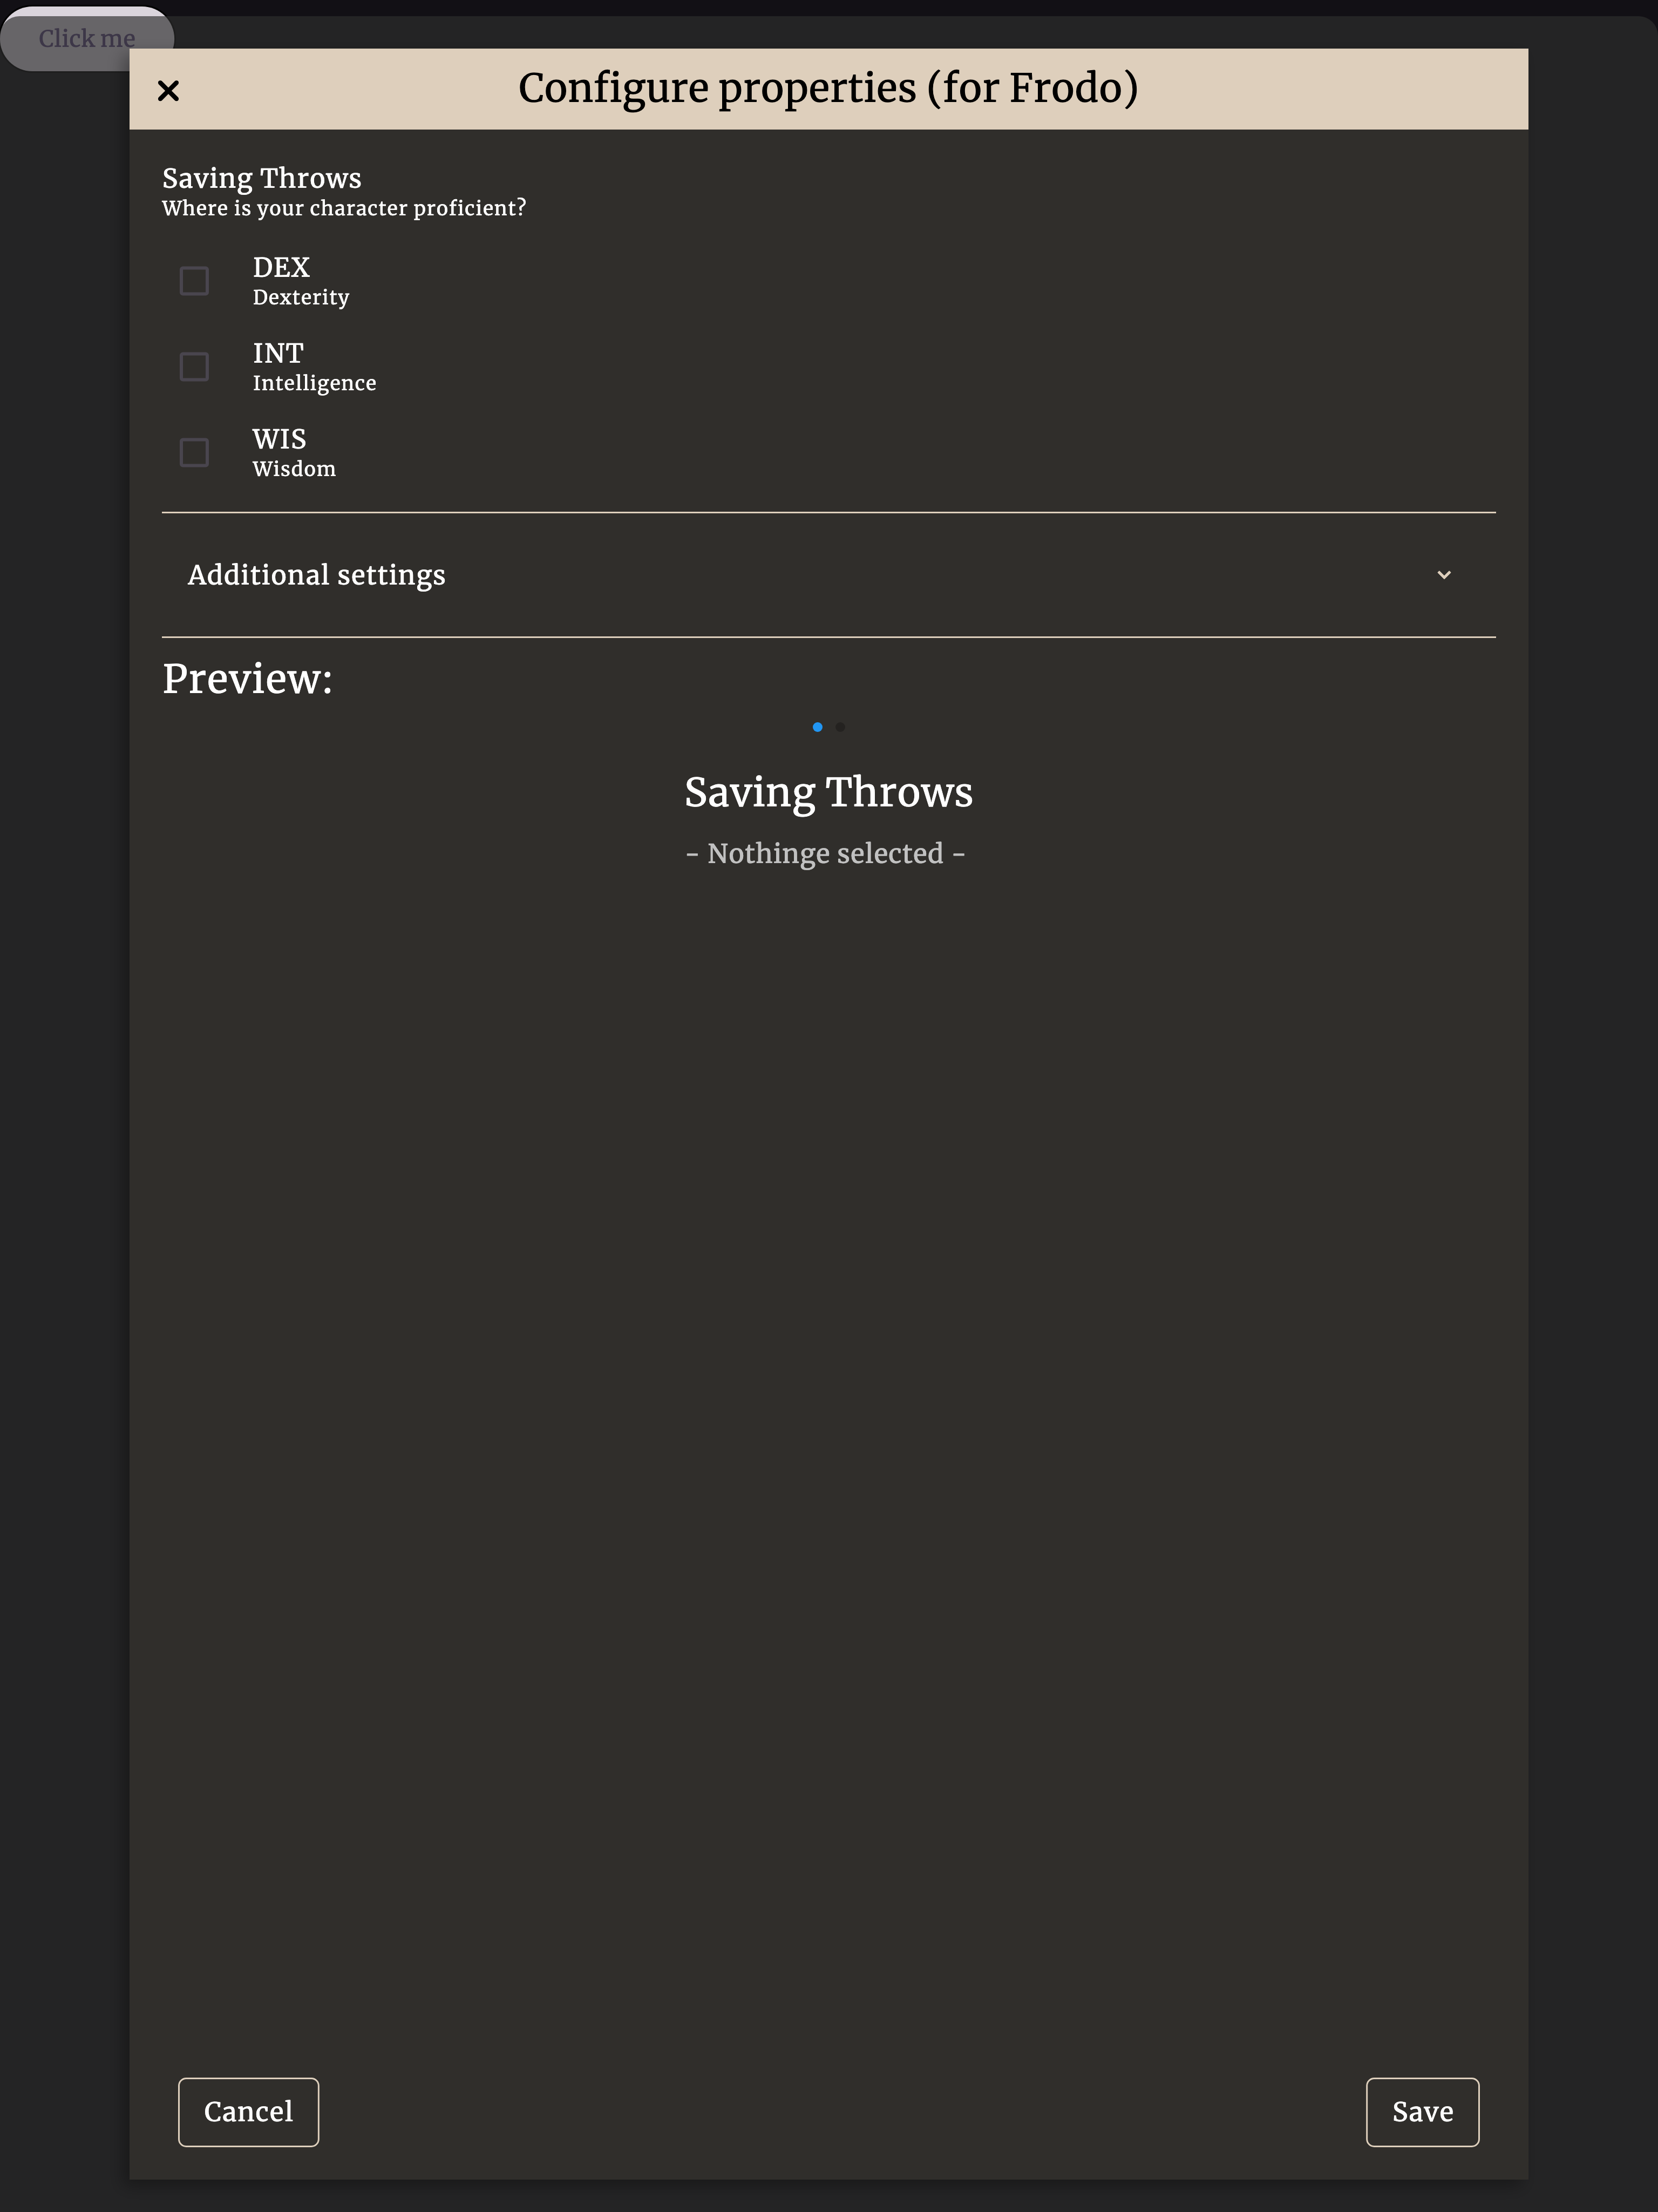 Click me
Configure properties (for Frodo)
Saving Throws
Where is your character proficient?
DEX
Dexterity
INT
Intelligence
WIS
Wisdom
Additional settings
Preview:
Saving Throws
- Nothinge selected -
Cancel
Save